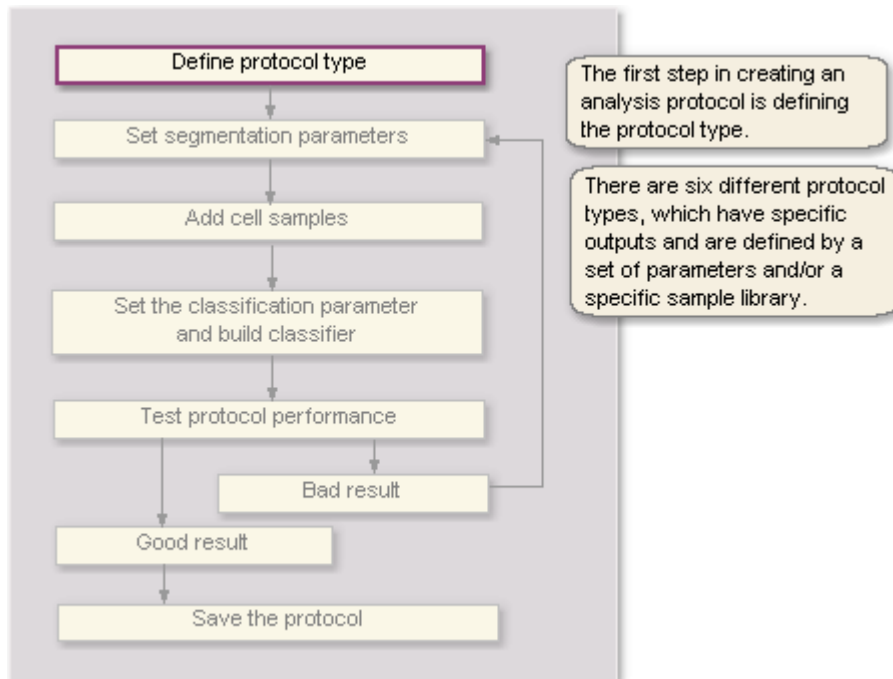 Define protocol type
Set segmentation parameters
Add cell samples
Set the classification parameter
and build classifier
Test protocol performance
Bad result
Good result
Save the protocol
The first step in creating an
analysis protocol is defining
the protocol type.
There are six different protocol
types, which have specific
outputs and are defined by a
set of parameters and/or a
specific sample library.